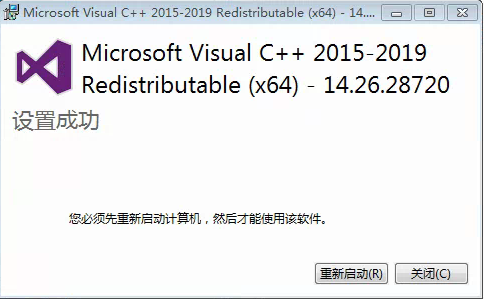 Microsoft Visual C++ 2015-2019 Redistributable (x64) - 14....
Microsoft Visual C++ 2015-2019
Redistributable (x64) - 14.26.28720
设置成功
您必须先重新启动计算机，然后才能使用该软件。
重新启动(R) 关闭(C)